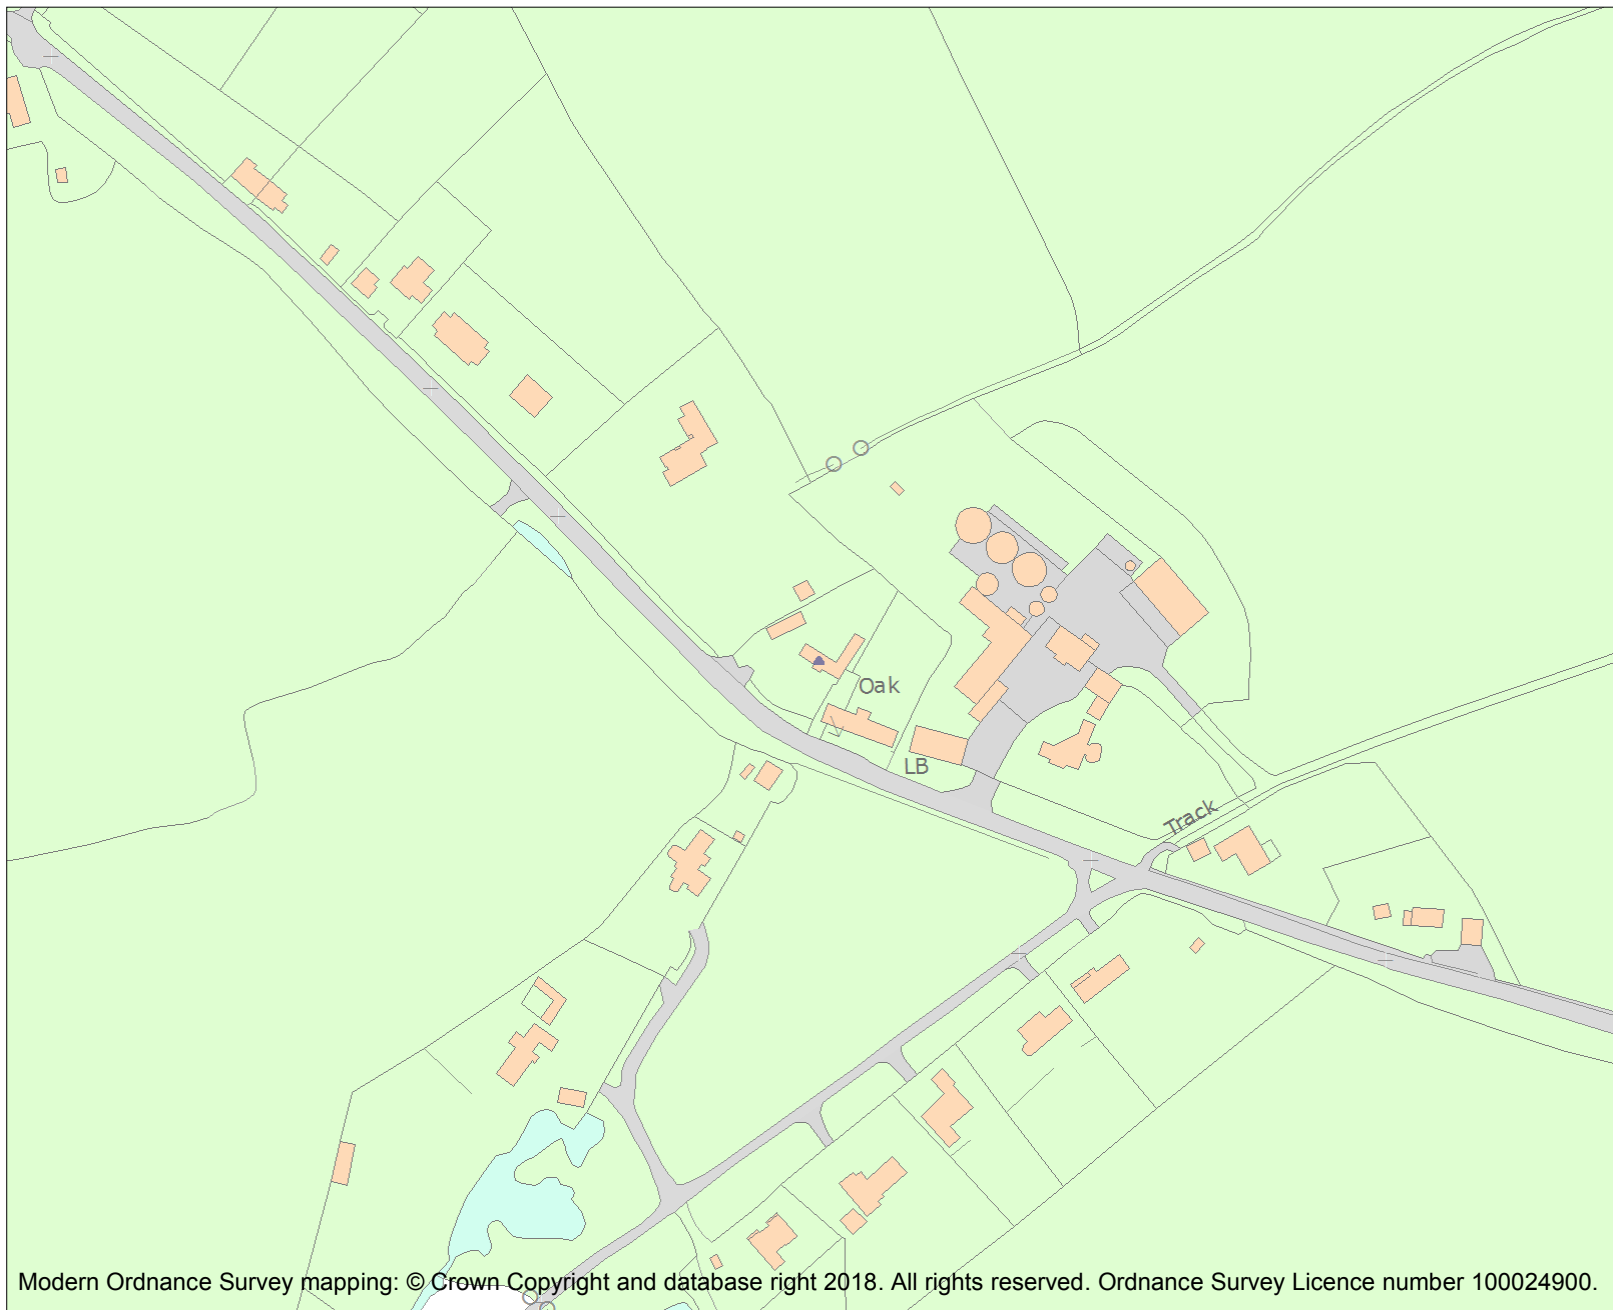 Oak
LB
Track
Modern Ordnance Survey mapping: © Crown Copyright and database right 2018. All rights reserved. Ordnance Survey Licence number 100024900.